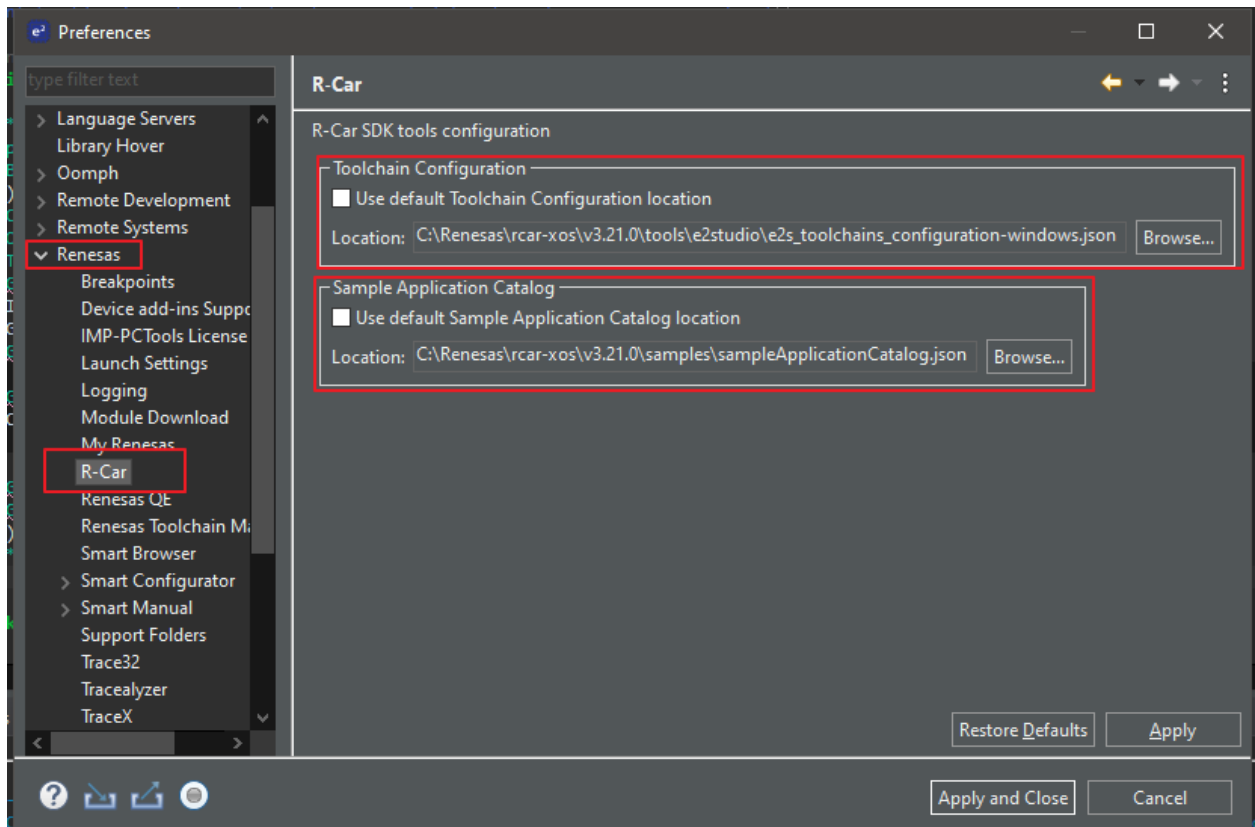 e²
Preferences
type filter text
Language Servers
Library Hover
Oomph
Remote Development
Remote Systems
Renesas
Breakpoints
Device add-ins Suppo
IMP-PCTools License
Launch Settings
Logging
Module Download
My Renesas
R-Car
Renesas QE
Renesas Toolchain Ma
Smart Browser
Smart Configurator
Smart Manual
Support Folders
Trace32
Tracealyzer
TraceX
R-Car
R-Car SDK tools configuration
Toolchain Configuration
Use default Toolchain Configuration location
Location: C:\Renesas\rcar-xos\v3.21.0\tools\e2studio\e2s_toolchains_configuration-windows.json Browse...
Sample Application Catalog
Use default Sample Application Catalog location
Location: C:\Renesas\rcar-xos\v3.21.0\samples\sampleApplicationCatalog.json Browse...
Restore Defaults Apply
Apply and Close Cancel